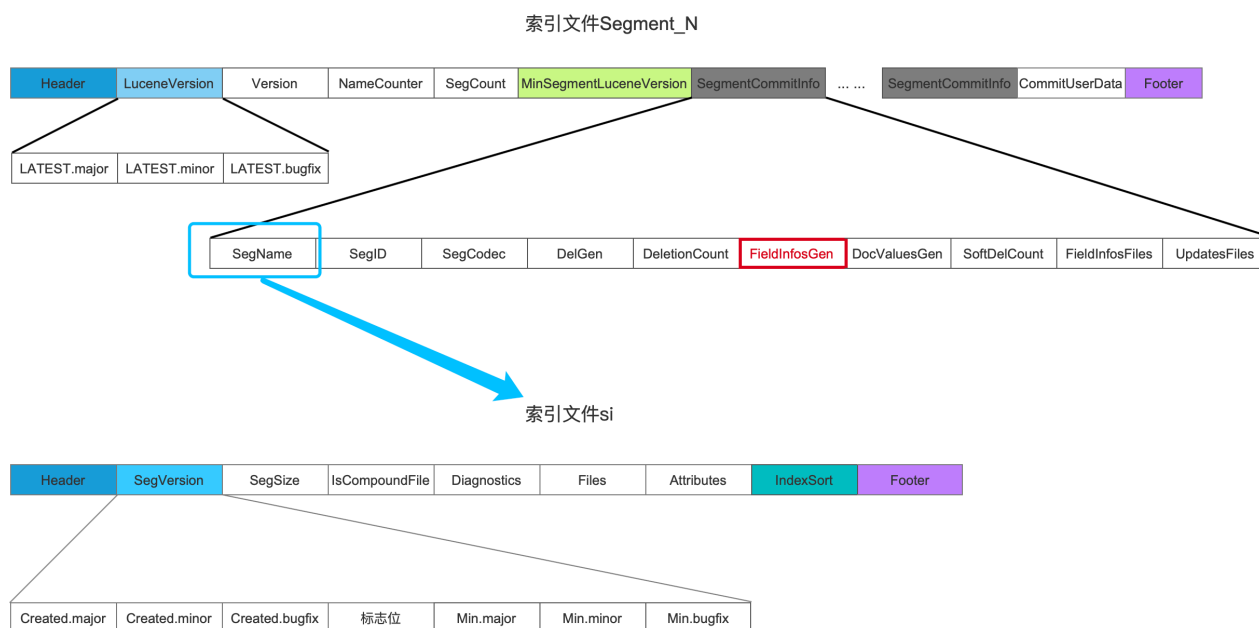 索引文件Segment_N
Header LuceneVersion Version NameCounter SegCount MinSegmentLuceneVersion SegmentCommitInfo ... ... SegmentCommitInfo CommitUserData Footer
LATEST.major LATEST.minor LATEST.bugfix
SegName SegID SegCodec DelGen DeletionCount FieldInfosGen DocValuesGen SoftDelCount FieldInfosFiles UpdatesFiles
索引文件si
Header SegVersion SegSize IsCompoundFile Diagnostics Files Attributes IndexSort Footer
Created.major Created.minor Created.bugfix 标志位 Min.major Min.minor Min.bugfix